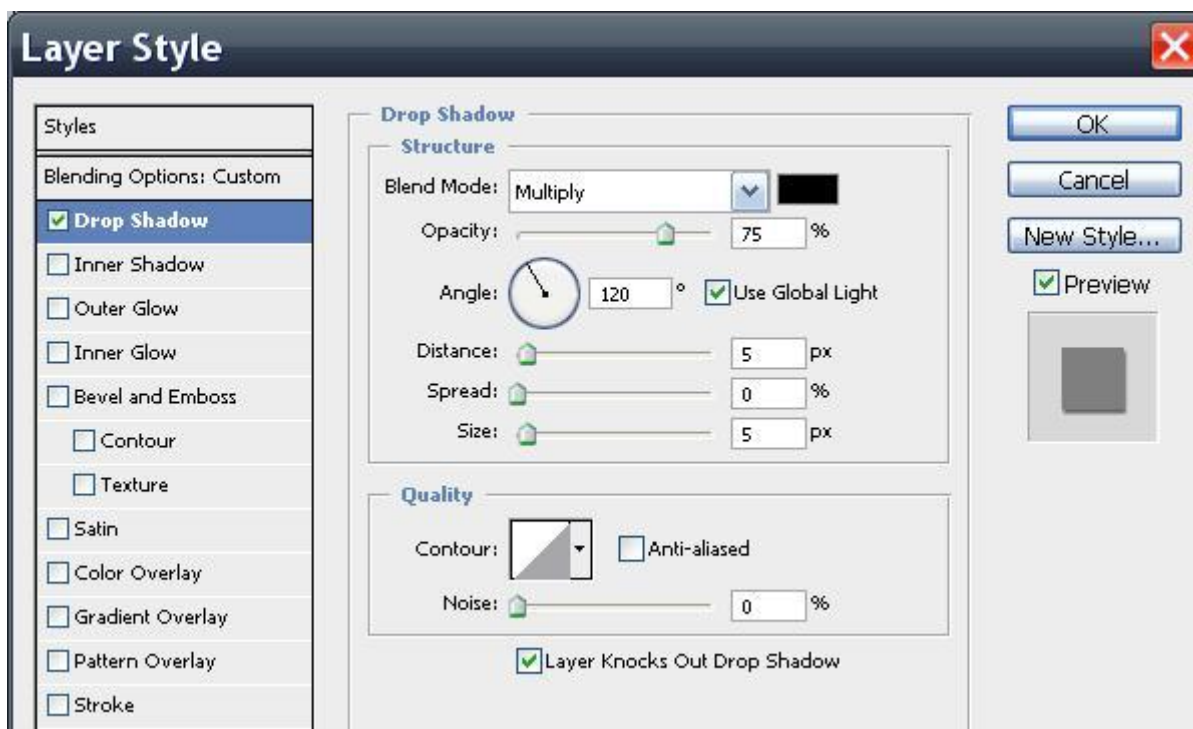 Layer Style
Styles
Blending Options: Custom
Drop Shadow
Inner Shadow
Outer Glow
Inner Glow
Bevel and Emboss
Contour
Texture
Satin
Color Overlay
Gradient Overlay
Pattern Overlay
Stroke
Drop Shadow
Structure
Blend Mode: Multiply
Opacity: 75 %
Angle: 120 ° Use Global Light
Distance: 5 px
Spread: 0 %
Size: 5 px
Quality
Contour: Anti-aliased
Noise: 0 %
Layer Knocks Out Drop Shadow
OK
Cancel
New Style...
Preview